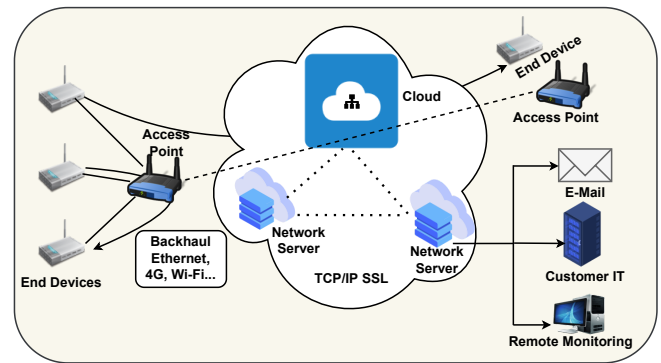 End Device
Cloud
Access Point
Access
Point
E-Mail
Backhaul
Ethernet,
4G, Wi-Fi...
Network
Server
Network
Server
TCP/IP SSL
End Devices
Customer IT
Remote Monitoring